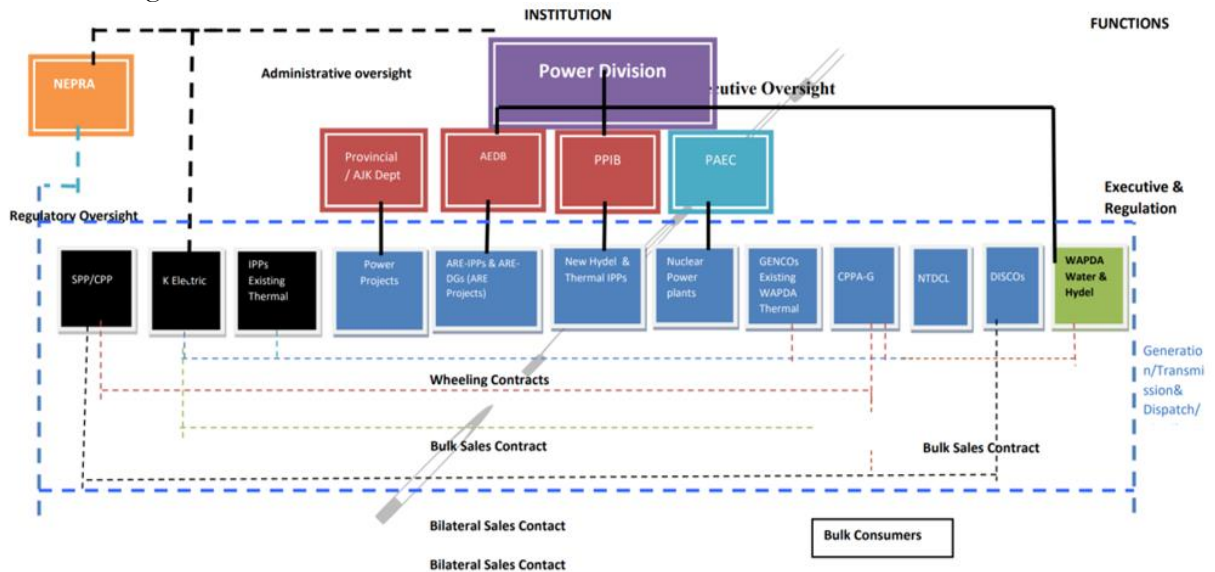 INSTITUTION
FUNCTIONS
NEPRA
Administrative osversight
Power Division
cutive Oversight
Provincial
/ AJK Dept
AEDB
PPIB
PAEC
Executive &
Regulation
Regulatory Oversight
SPP/CPP
K Electric
IPPs
Existing
Thermal
Power
Projects
ARE-IPPs & ARE-
DGs (ARE
Projects)
New Hydel & 
Thermal IPPs
Nuclear
Power
plants
GENCOs
Existing
WAPDA
Thermal
CPPA-G
NTDCL
DISCOs
WAPDA
Water &
Hydel
Generatio
n/Transmi
ssion&
Dispatch/
Wheeling Contracts
Bulk Sales Contract
Bulk Sales Contract
Bilateral Sales Contact
Bulk Consumers
Bilateral Sales Contact